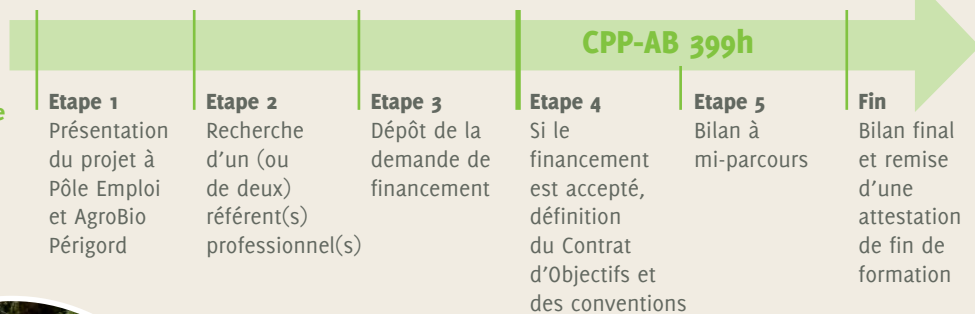 CPP-AB 399h
e
Etape 1
Présentation
du projet à
Pôle Emploi
et AgroBio
Périgord
Etape 2
Recherche
d'un (ou
de deux)
référent(s)
professionnel(s)
Etape 3
Dépôt de la
demande de
financement
Etape 4
Si le
financement
est accepté,
définition
du Contrat
d'Objectifs et
des conventions
Etape 5
Bilan à
mi-parcours
Fin
Bilan final
et remise
d'une
attestation
de fin de
formation